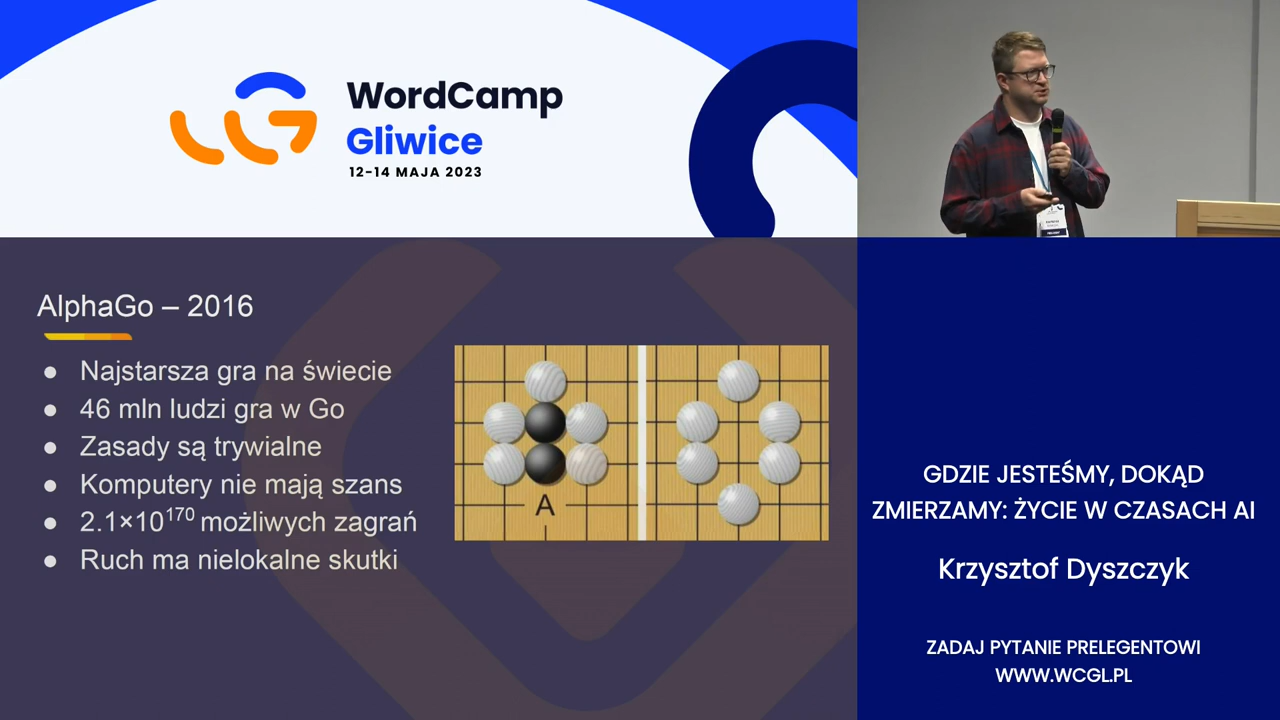 WordCamp
Gliwice
12-14 MAJA 2023
AlphaGo – 2016
● Najstarsza gra na świecie
● 46 mln ludzi gra w Go
● Zasady są trywialne
● Komputery nie mają szans
● 2.1×10¹⁷⁰ możliwych zagrań
● Ruch ma nielokalne skutki
A
GDZIE JESTEŚMY, DOKĄD
ZMIERZAMY: ŻYCIE W CZASACH AI
Krzysztof Dyszczyk
ZADAJ PYTANIE PRELEGENTOWI
WWW.WCGL.PL